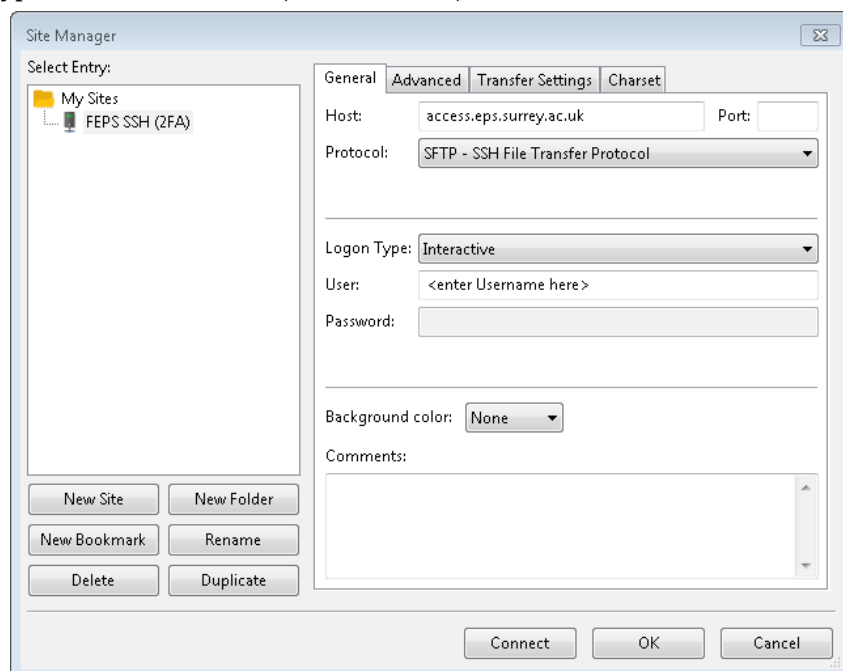 Site Manager
Select Entry:
My Sites
FEPS SSH (2FA)
New Site
New Folder
New Bookmark
Rename
Delete
Duplicate
General
Advanced
Transfer Settings
Charset
Host:
access.eps.surrey.ac.uk
Port:
Protocol:
SFTP - SSH File Transfer Protocol
Logon Type:
Interactive
User:
<enter Username here>
Password:
Background color:
None
Comments:
Connect
OK
Cancel